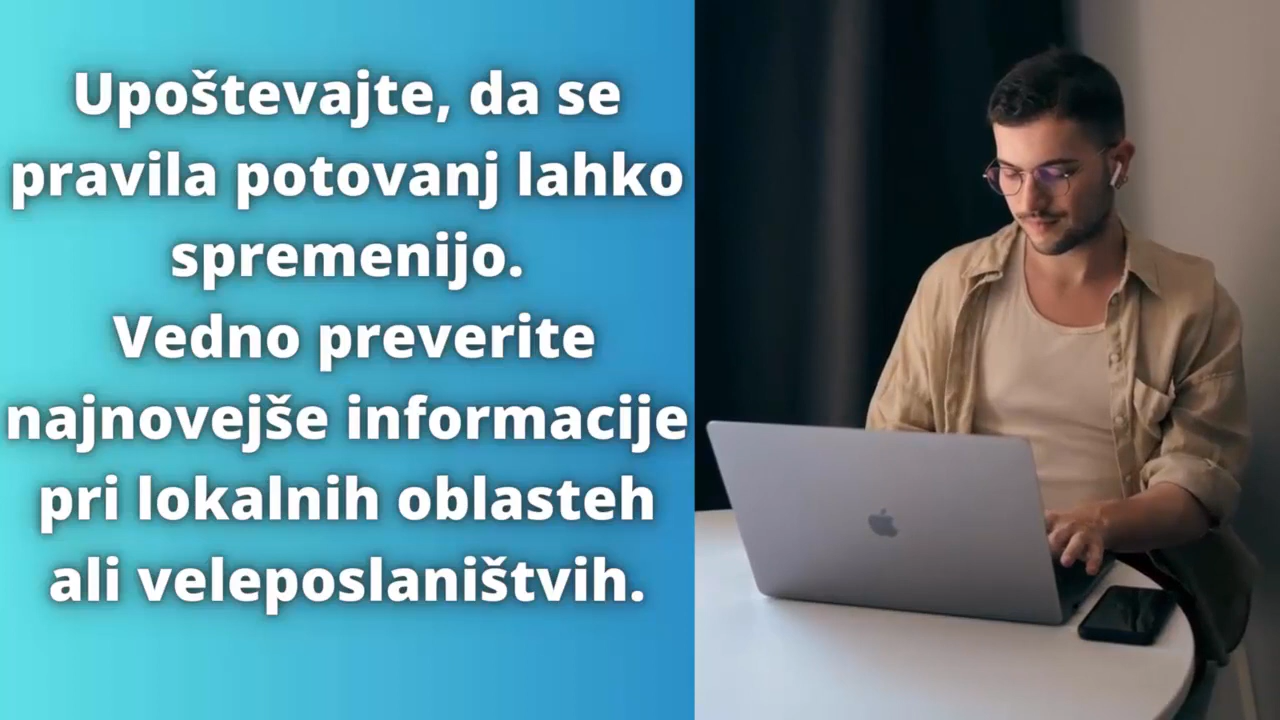 Upoštevajte, da se
pravila potovanj lahko
spremenijo.
Vedno preverite
najnovejše informacije
pri lokalnih oblasteh
ali veleposlaništvih.